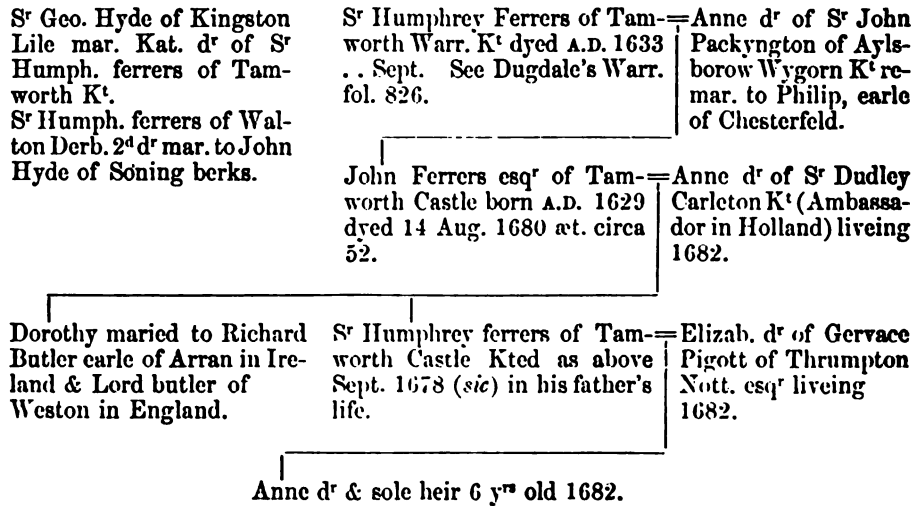 Sʳ Geo. Hyde of Kingston
Lile mar. Kat. dʳ of Sʳ
Humph. ferrers of Tam-
worth Kᵗ.
Sʳ Humph. ferrers of Wal-
ton Derb. 2ᵈ dʳ mar. to John
Hyde of Soning berks.
Sʳ Humphrey Ferrers of Tam-
worth Warr. Kᵗ dyed A.D. 1633
. . Sept. See Dugdale's Warr.
fol. 826.
=Anne dʳ of Sʳ John
Packyngton of Ayls-
borow Wygorn Kᵗ re-
mar. to Philip, earle
of Chesterfeld.
John Ferrers esqʳ of Tam-
worth Castle born A.D. 1629
dyed 14 Aug. 1680 æt. circa
52.
=Anne dʳ of Sʳ Dudley
Carleton Kᵗ (Ambassa-
dor in Holland) liveing
1682.
Dorothy maried to Richard
Butler earle of Arran in Ire-
land & Lord butler of
Weston in England.
Sʳ Humphrey ferrers of Tam-
worth Castle Kted as above
Sept. 1678 (sic) in his father's
life.
=Elizab. dʳ of Gervace
Pigott of Thrumpton
Nott. esqʳ liveing
1682.
Anne dʳ & sole heir 6 yʳˢ old 1682.